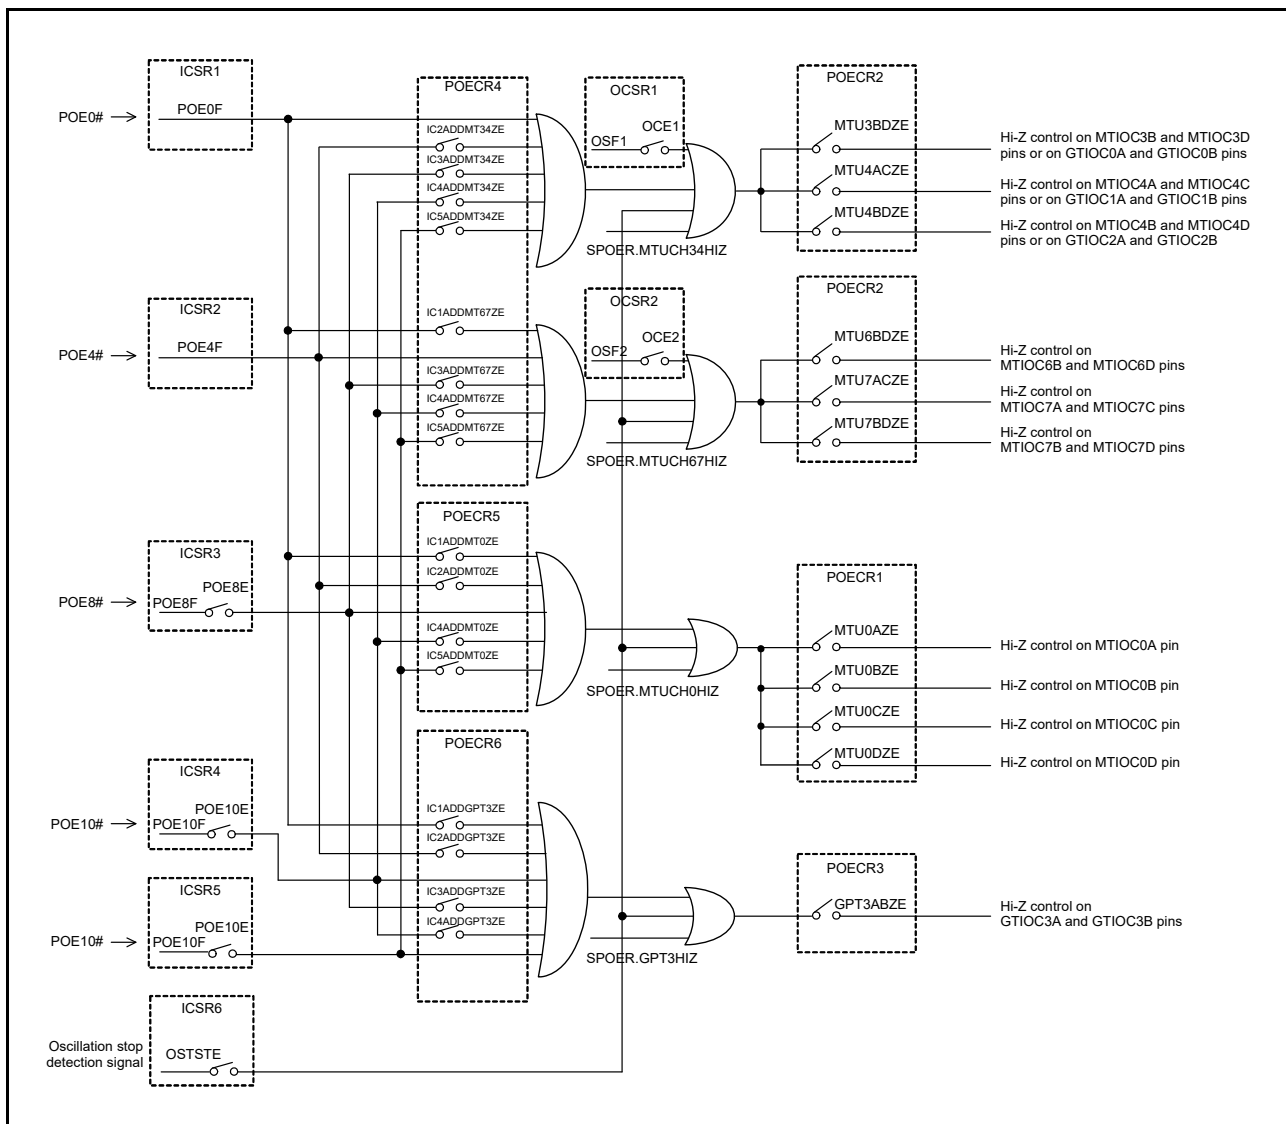 ICSR1
POE0#
POE0F
POECR4
IC2ADDMT34ZE
IC3ADDMT34ZE
IC4ADDMT34ZE
IC5ADDMT34ZE
OCSR1
OSF1
OCE1
SPOER.MTUCH34HIZ
POECR2
MTU3BDZE
MTU4ACZE
MTU4BDZE
Hi-Z control on MTIOC3B and MTIOC3D
pins or on GTIOC0A and GTIOC0B pins
Hi-Z control on MTIOC4A and MTIOC4C
pins or on GTIOC1A and GTIOC1B pins
Hi-Z control on MTIOC4B and MTIOC4D
pins or on GTIOC2A and GTIOC2B
ICSR2
POE4#
POE4F
IC1ADDMT67ZE
IC3ADDMT67ZE
IC4ADDMT67ZE
IC5ADDMT67ZE
OCSR2
OSF2
OCE2
SPOER.MTUCH67HIZ
POECR2
MTU6BDZE
MTU7ACZE
MTU7BDZE
Hi-Z control on
MTIOC6B and MTIOC6D pins
Hi-Z control on
MTIOC7A and MTIOC7C pins
Hi-Z control on
MTIOC7B and MTIOC7D pins
ICSR3
POE8#
POE8F
POE8E
POECR5
IC1ADDMT0ZE
IC2ADDMT0ZE
IC4ADDMT0ZE
IC5ADDMT0ZE
SPOER.MTUCH0HIZ
POECR1
MTU0AZE
MTU0BZE
MTU0CZE
MTU0DZE
Hi-Z control on MTIOC0A pin
Hi-Z control on MTIOC0B pin
Hi-Z control on MTIOC0C pin
Hi-Z control on MTIOC0D pin
ICSR4
POE10#
POE10F
POE10E
ICSR5
POE10#
POE10F
POE10E
POECR6
IC1ADDGPT3ZE
IC2ADDGPT3ZE
IC3ADDGPT3ZE
IC4ADDGPT3ZE
SPOER.GPT3HIZ
POECR3
GPT3ABZE
Hi-Z control on
GTIOC3A and GTIOC3B pins
ICSR6
Oscillation stop
detection signal
OSTSTE